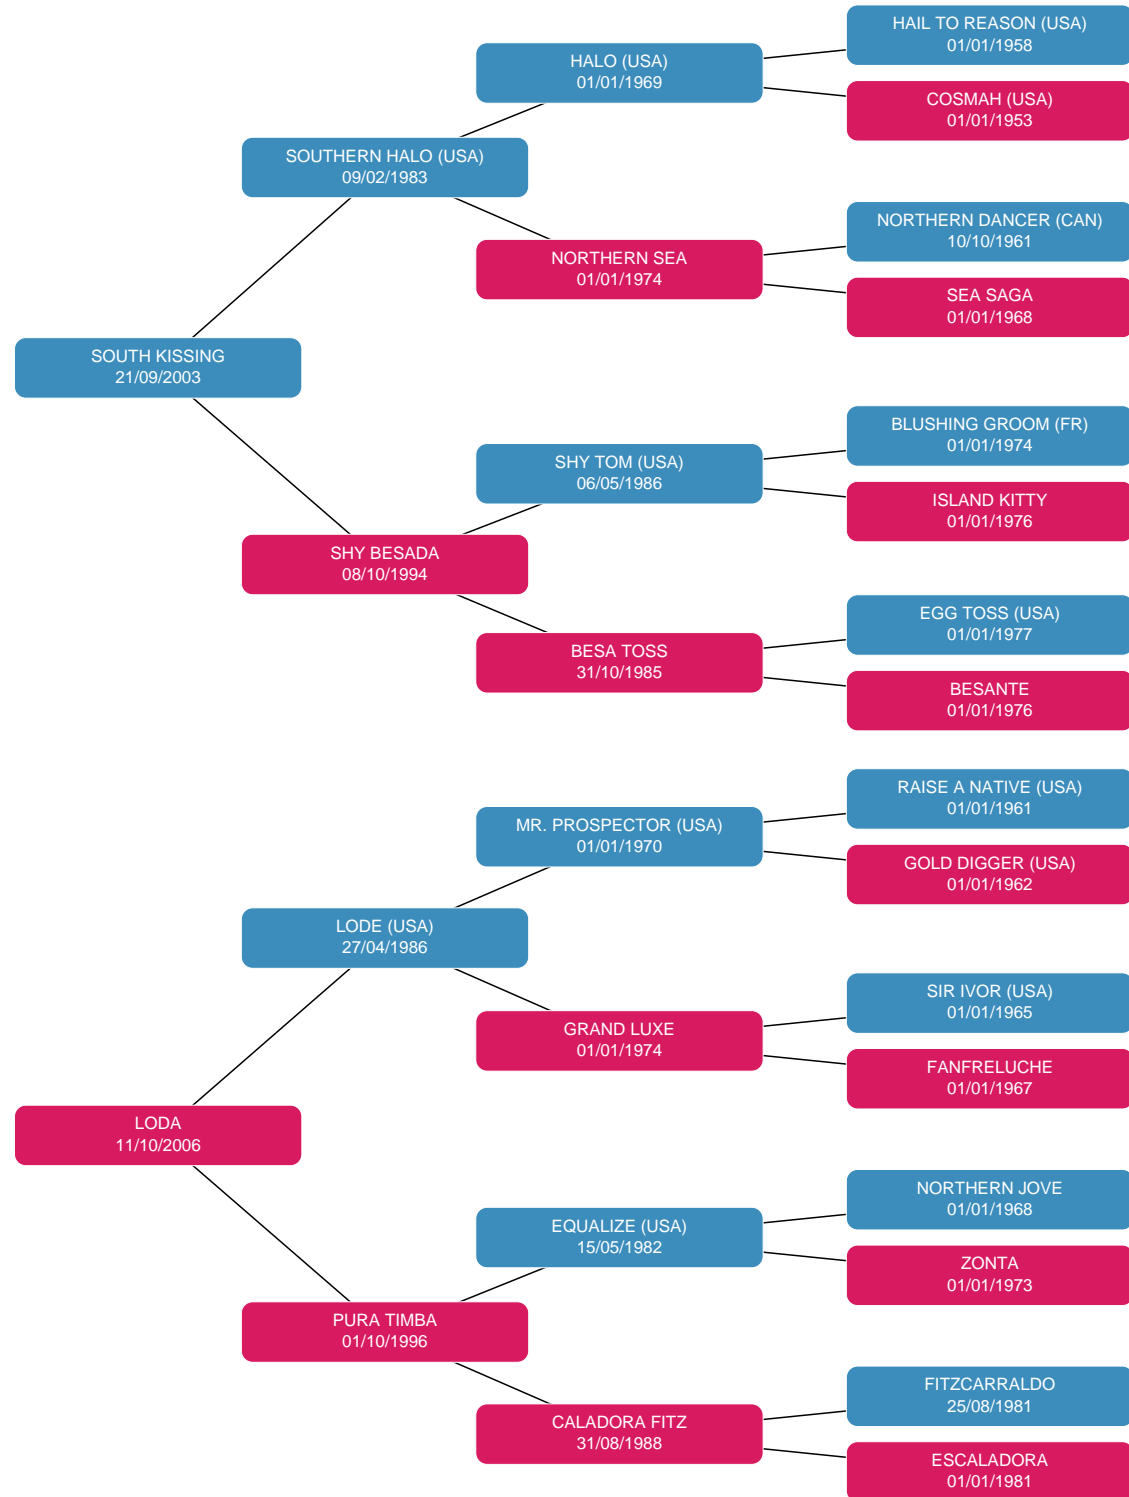 HAIL TO REASON (USA)
01/01/1958
HALO (USA)
01/01/1969
COSMAH (USA)
01/01/1953
SOUTHERN HALO (USA)
09/02/1983
NORTHERN DANCER (CAN)
10/10/1961
NORTHERN SEA
01/01/1974
SEA SAGA
01/01/1968
SOUTH KISSING
21/09/2003
BLUSHING GROOM (FR)
01/01/1974
SHY TOM (USA)
06/05/1986
ISLAND KITTY
01/01/1976
SHY BESADA
08/10/1994
EGG TOSS (USA)
01/01/1977
BESA TOSS
31/10/1985
BESANTE
01/01/1976
RAISE A NATIVE (USA)
01/01/1961
MR. PROSPECTOR (USA)
01/01/1970
GOLD DIGGER (USA)
01/01/1962
LODE (USA)
27/04/1986
SIR IVOR (USA)
01/01/1965
GRAND LUXE
01/01/1974
FANFRELUCHE
01/01/1967
LODA
11/10/2006
NORTHERN JOVE
01/01/1968
EQUALIZE (USA)
15/05/1982
ZONTA
01/01/1973
PURA TIMBA
01/10/1996
FITZCARRALDO
25/08/1981
CALADORA FITZ
31/08/1988
ESCALADORA
01/01/1981